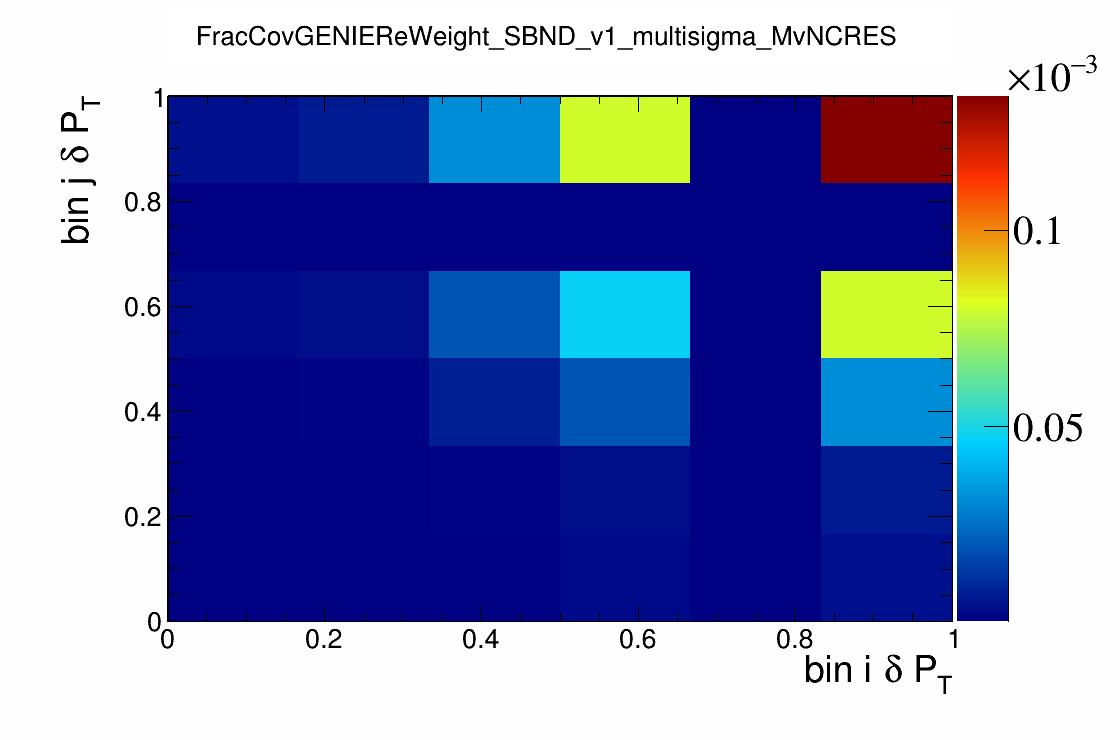 FracCovGENIEReWeight_SBND_v1_multisigma_MvNCRES
×10⁻³
bin j δ P_T
1
0.8
0.6
0.4
0.2
0
0 0.2 0.4 0.6 0.8 1
bin i δ P_T
0.1
0.05